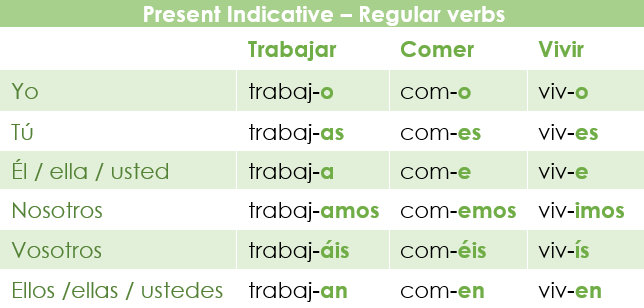 Present Indicative – Regular verbs
Trabajar Comer Vivir
Yo trabaj-o com-o viv-o
Tú trabaj-as com-es viv-es
Él / ella / usted trabaj-a com-e viv-e
Nosotros trabaj-amos com-emos viv-imos
Vosotros trabaj-áis com-éis viv-ís
Ellos /ellas / ustedes trabaj-an com-en viv-en